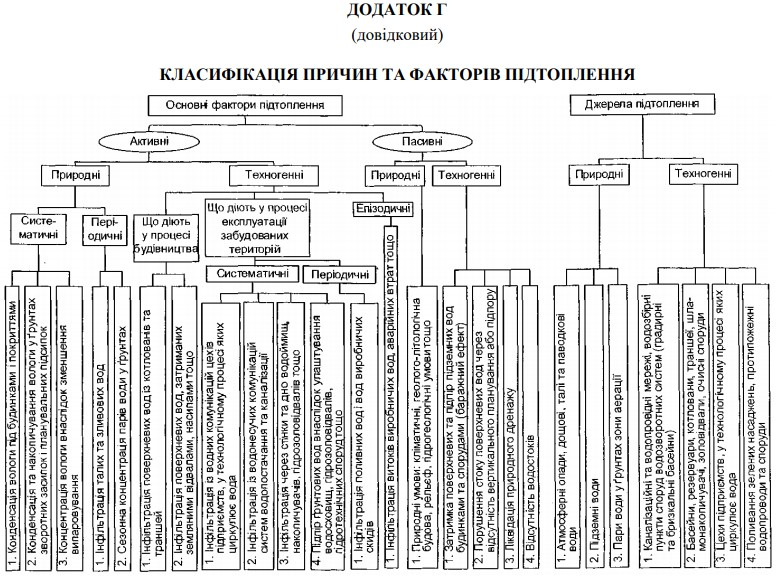 ДОДАТОК Г
(довідковий)
КЛАСИФІКАЦІЯ ПРИЧИН ТА ФАКТОРІВ ПІДТОПЛЕННЯ
Основні фактори підтоплення
Джерела підтоплення
Активні
Пасивні
Природні
Техногенні
Природні
Техногенні
Природні
Техногенні
Систе-
матичні
Пері-
одичні
Що діють
у процесі
будівництва
Що діють у процесі
експлуатації
забудованих
територій
Епізодичні
Систематичні
Періодичні
1. Конденсація вологи під будинками і покриттями
2. Конденсація та накопичування вологи у ґрунтах
зворотних засипок і планувальних підсипок
3. Концентрація вологи внаслідок зменшення
випаровування
1. Інфільтрація талих та зливових вод
2. Сезонна концентрація парів води у ґрунтах
1. Інфільтрація поверхневих вод із котлованів та
траншей
2. Інфільтрація поверхневих вод, затриманих
земляними відвалами, насипами тощо
1. Інфільтрація із водних комунікацій цехів
підприємств, у технологічному процесі яких
циркулює вода
2. Інфільтрація із водонесучих комунікацій
систем водопостачання та каналізації
3. Інфільтрація через стінки та дно водоймищ,
накопичувачів, гідрозоловідвалів тощо
4. Підпір ґрунтових вод внаслідок улаштування
водосховищ, гідрозоловідвалів,
гідротехнічних споруд тощо
1. Інфільтрація поливних вод і вод виробничих
скидів
1. Інфільтрація витоків виробничих вод, аварійних втрат тощо
1. Природні умови: кліматичні, геолого-літологічна
будова, рельєф, гідрогеологічні умови тощо
1. Затримка поверхневих та підпір підземних вод
будинками та спорудами (баражний ефект)
2. Порушення стоку поверхневих вод через
відсутність вертикального планування або підпору
3. Ліквідація природного дренажу
4. Відсутність водостоків
1. Атмосферні опади, дощові, талі та паводкові
води
2. Підземні води
3. Пари води у ґрунтах зони аерації
1. Каналізаційні та водопровідні мережі, водозбірні
пункти споруд водозворотних систем (градирні
та бризкальні басейни)
2. Басейни, резервуари, котловани, траншеї, шла-
монакопичувачі, золовідвали, очисні споруди
3. Цехи підприємств, у технологічному процесі яких
циркулює вода
4. Поливання зелених насаджень, протипожежні
водопроводи та споруди